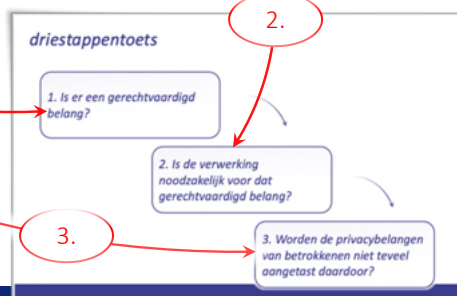 2.
driestappentoets
1. Is er een gerechtvaardigd
belang?
2. Is de verwerking
noodzakelijk voor dat
gerechtvaardigd belang?
3.
3. Worden de privacybelangen
van betrokkenen niet teveel
aangetast daardoor?